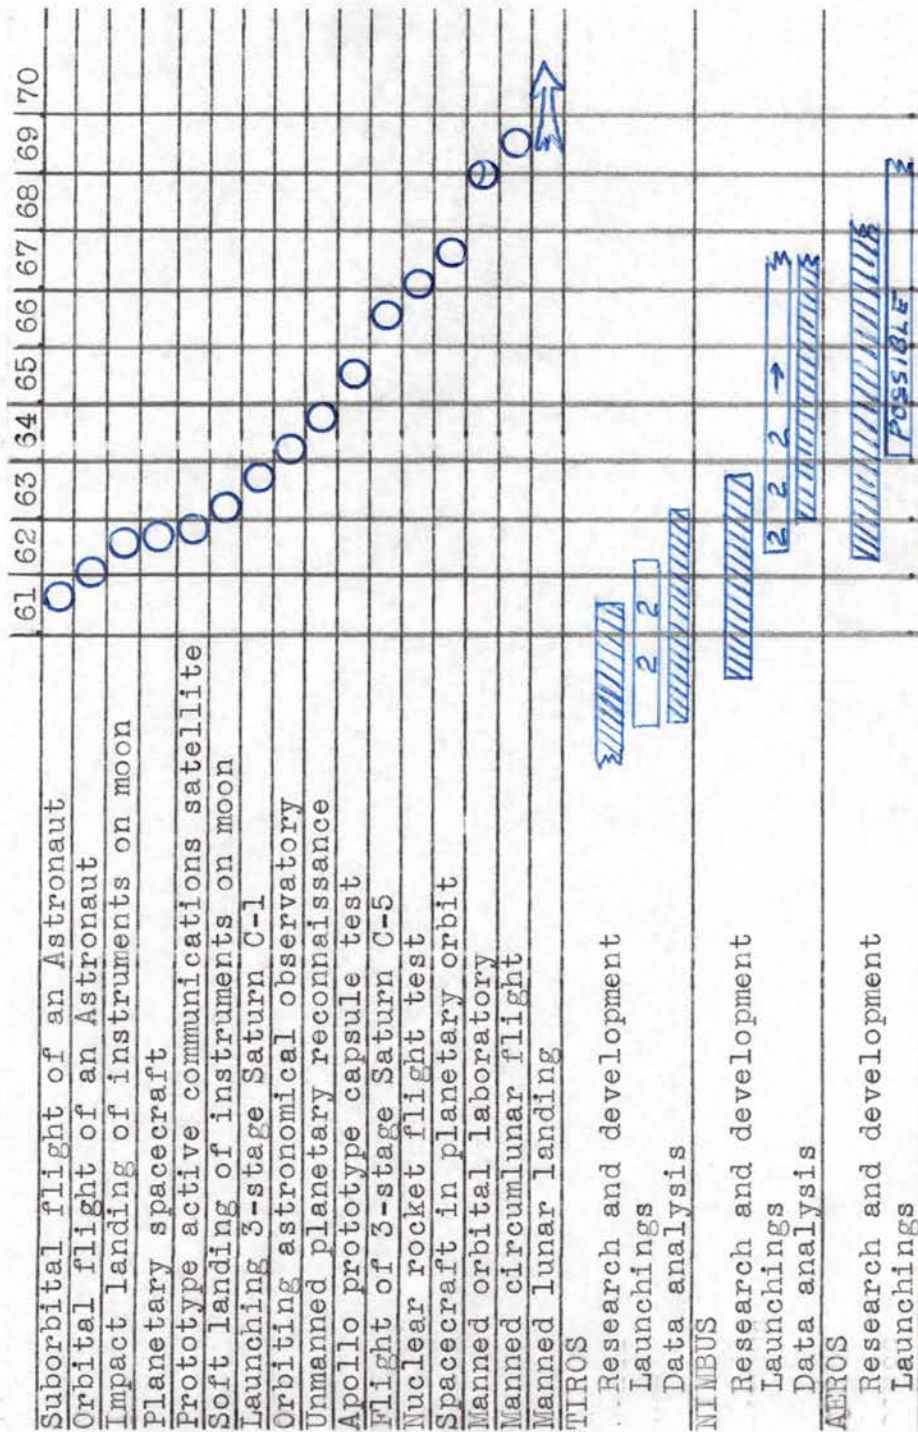 61 62 63 64 65 66 67 68 69 70
Suborbital flight of an Astronaut
Orbital flight of an Astronaut
Impact landing of instruments on moon
Planetary spacecraft
Prototype active communications satellite
Soft landing of instruments on moon
Launching 3-stage Saturn C-1
Orbiting astronomical observatory
Unmanned planetary reconnaissance
Apollo prototype capsule test
Flight of 3-stage Saturn C-5
Nuclear rocket flight test
Spacecraft in planetary orbit
Manned orbital laboratory
Manned circumlunar flight
Manned lunar landing
TIROS
Research and development
Launchings 2 2
Data analysis
NIMBUS
Research and development
Launchings 2 2 2 →
Data analysis
AEROS
Research and development
Launchings POSSIBLE